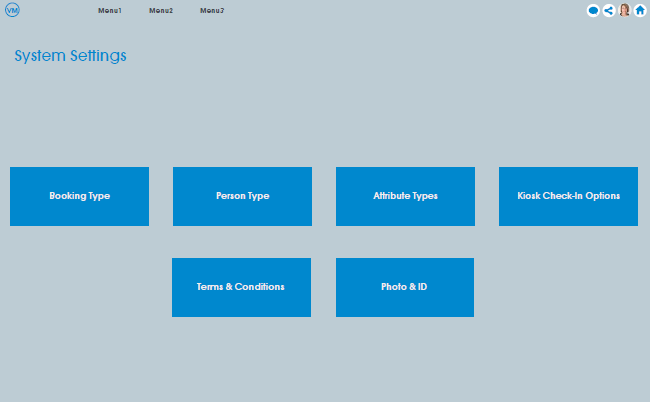 VM
Menu1 Menu2 Menu?
System Settings
Booking Type Person Type Attribute Types Kiosk Check-In Options
Terms & Conditions Photo & ID